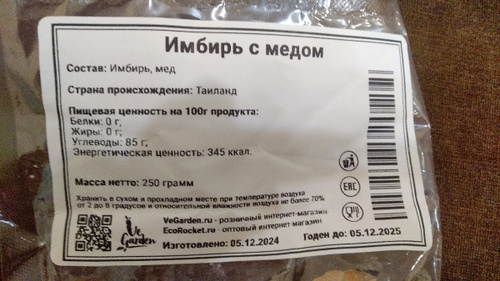 Имбирь с медом
Состав: Имбирь, мед
Страна происхождения: Таиланд
Пищевая ценность на 100г продукта:
Белки: 0 г;
Жиры: 0 г;
Углеводы: 85 г;
Энергетическая ценность: 345 ккал.
Масса нетто: 250 грамм
Хранить в сухом и прохладном месте при температуре воздуха
от 2 до 8 градусов и относительной влажности воздуха не более 70%
VeGarden.ru - розничный интернет-магазин
EcoRocket.ru - оптовый интернет-магазин
Изготовлено: 05.12.2024 Годен до: 05.12.2025
Ve Garden
EAC